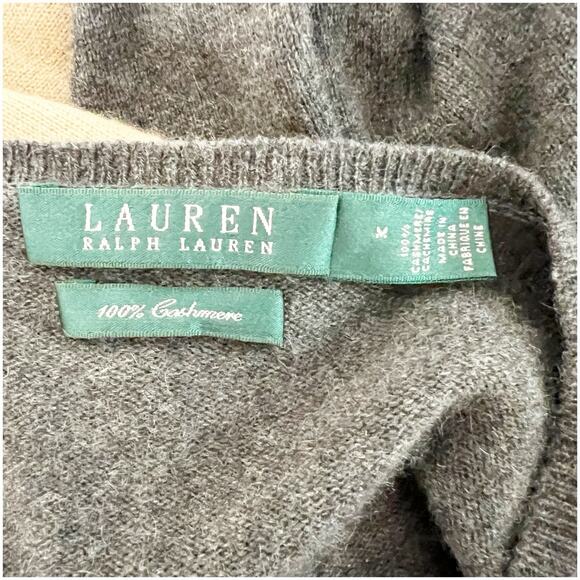 LAUREN
RALPH LAUREN
M
100%
CASHMERE/
CACHEMIRE
MADE IN
CHINA
FABRIQUE EN
CHINE
100% Cashmere